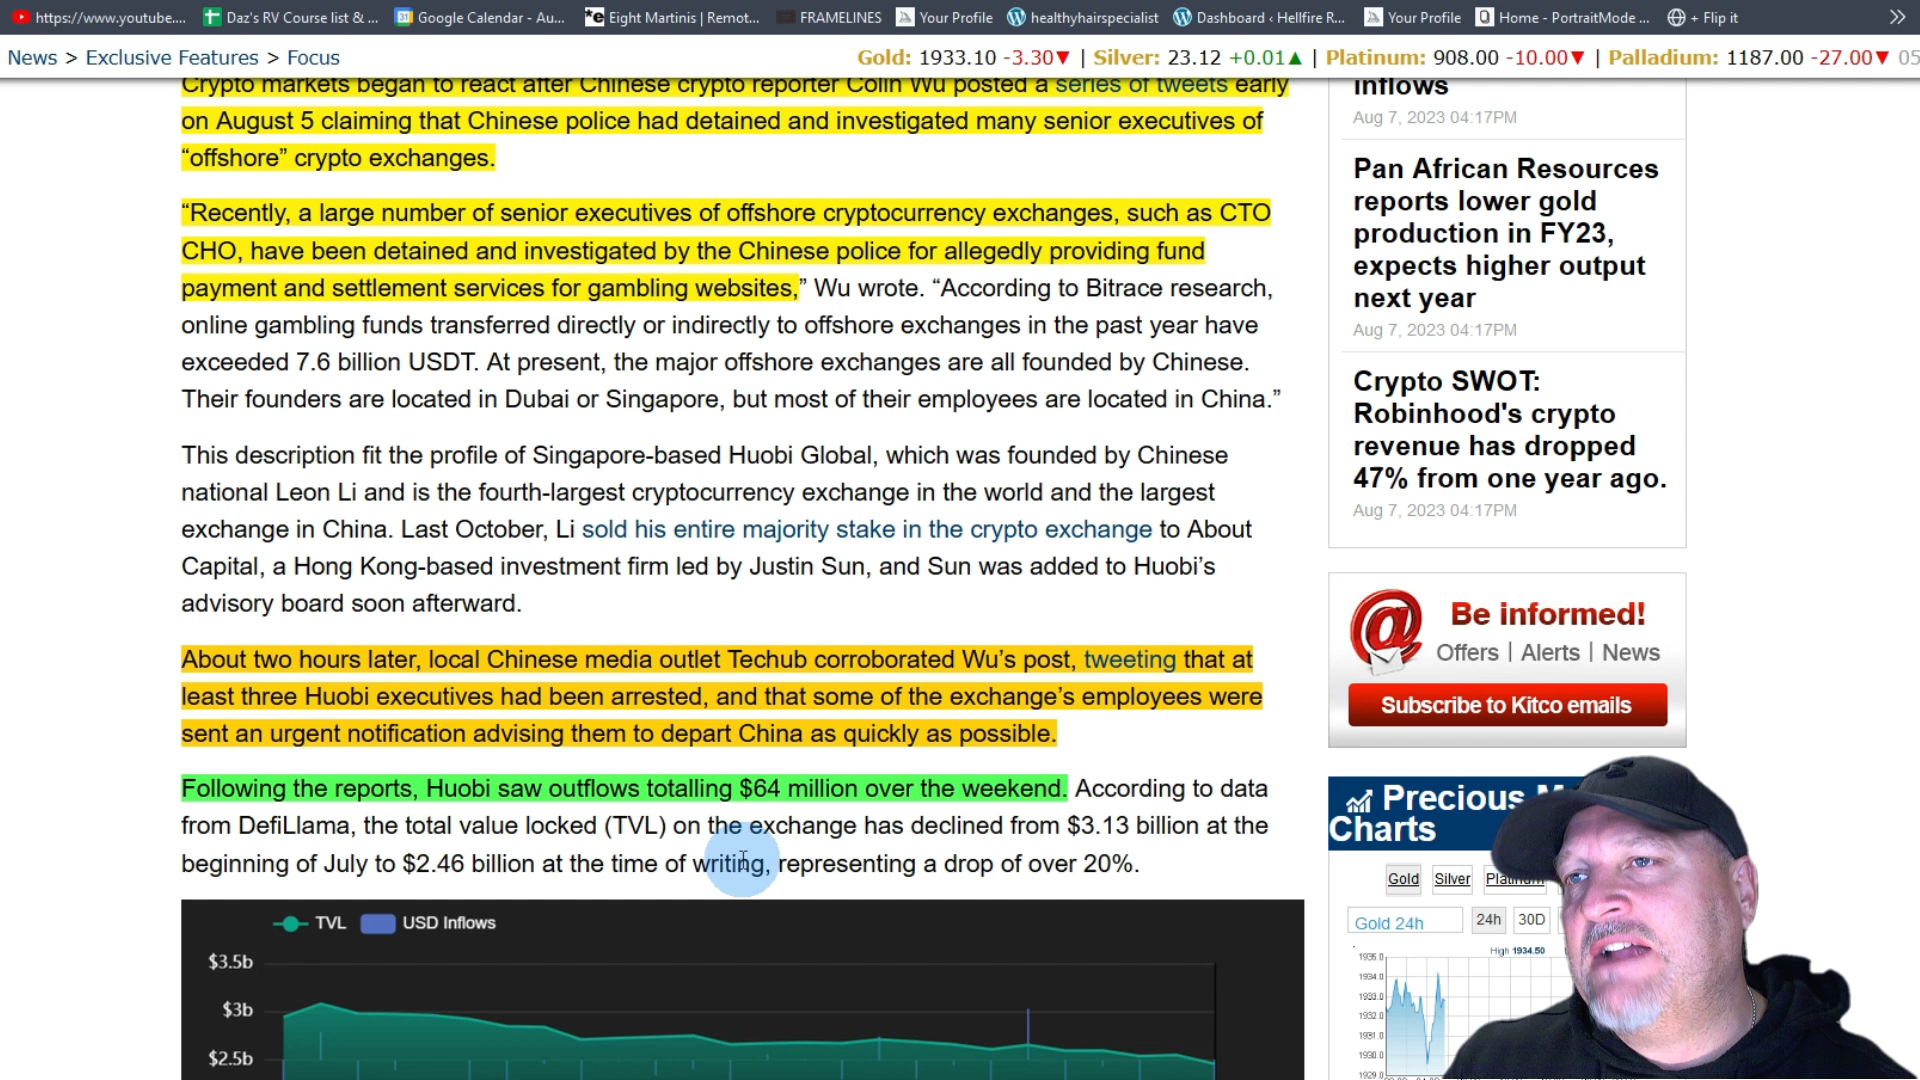 https://www.youtube....
Daz's RV Course list & ...
Google Calendar - Au...
*e Eight Martinis | Remot...
FRAMELINES
Your Profile
healthyhairspecialist
Dashboard ‹ Hellfire R...
Your Profile
Home - PortraitMode ...
+ Flip it
News > Exclusive Features > Focus
Gold: 1933.10 -3.30▼ | Silver: 23.12 +0.01▲ | Platinum: 908.00 -10.00▼ | Palladium: 1187.00 -27.00▼ 05
Crypto markets began to react after Chinese crypto reporter Colin Wu posted a series of tweets early
on August 5 claiming that Chinese police had detained and investigated many senior executives of
“offshore” crypto exchanges.
“Recently, a large number of senior executives of offshore cryptocurrency exchanges, such as CTO
CHO, have been detained and investigated by the Chinese police for allegedly providing fund
payment and settlement services for gambling websites,” Wu wrote. “According to Bitrace research,
online gambling funds transferred directly or indirectly to offshore exchanges in the past year have
exceeded 7.6 billion USDT. At present, the major offshore exchanges are all founded by Chinese.
Their founders are located in Dubai or Singapore, but most of their employees are located in China.”
This description fit the profile of Singapore-based Huobi Global, which was founded by Chinese
national Leon Li and is the fourth-largest cryptocurrency exchange in the world and the largest
exchange in China. Last October, Li sold his entire majority stake in the crypto exchange to About
Capital, a Hong Kong-based investment firm led by Justin Sun, and Sun was added to Huobi’s
advisory board soon afterward.
About two hours later, local Chinese media outlet Techub corroborated Wu’s post, tweeting that at
least three Huobi executives had been arrested, and that some of the exchange’s employees were
sent an urgent notification advising them to depart China as quickly as possible.
Following the reports, Huobi saw outflows totalling $64 million over the weekend. According to data
from DefiLlama, the total value locked (TVL) on the exchange has declined from $3.13 billion at the
beginning of July to $2.46 billion at the time of writing, representing a drop of over 20%.
TVL
USD Inflows
$3.5b
$3b
$2.5b
inflows
Aug 7, 2023 04:17PM
Pan African Resources
reports lower gold
production in FY23,
expects higher output
next year
Aug 7, 2023 04:17PM
Crypto SWOT:
Robinhood's crypto
revenue has dropped
47% from one year ago.
Aug 7, 2023 04:17PM
Be informed!
Offers | Alerts | News
Subscribe to Kitco emails
Precious
Charts
Gold
Silver
Gold 24h
24h
30D
High 1934.50
1935.0
1934.0
1933.0
1932.0
1931.0
1930.0
1929.0